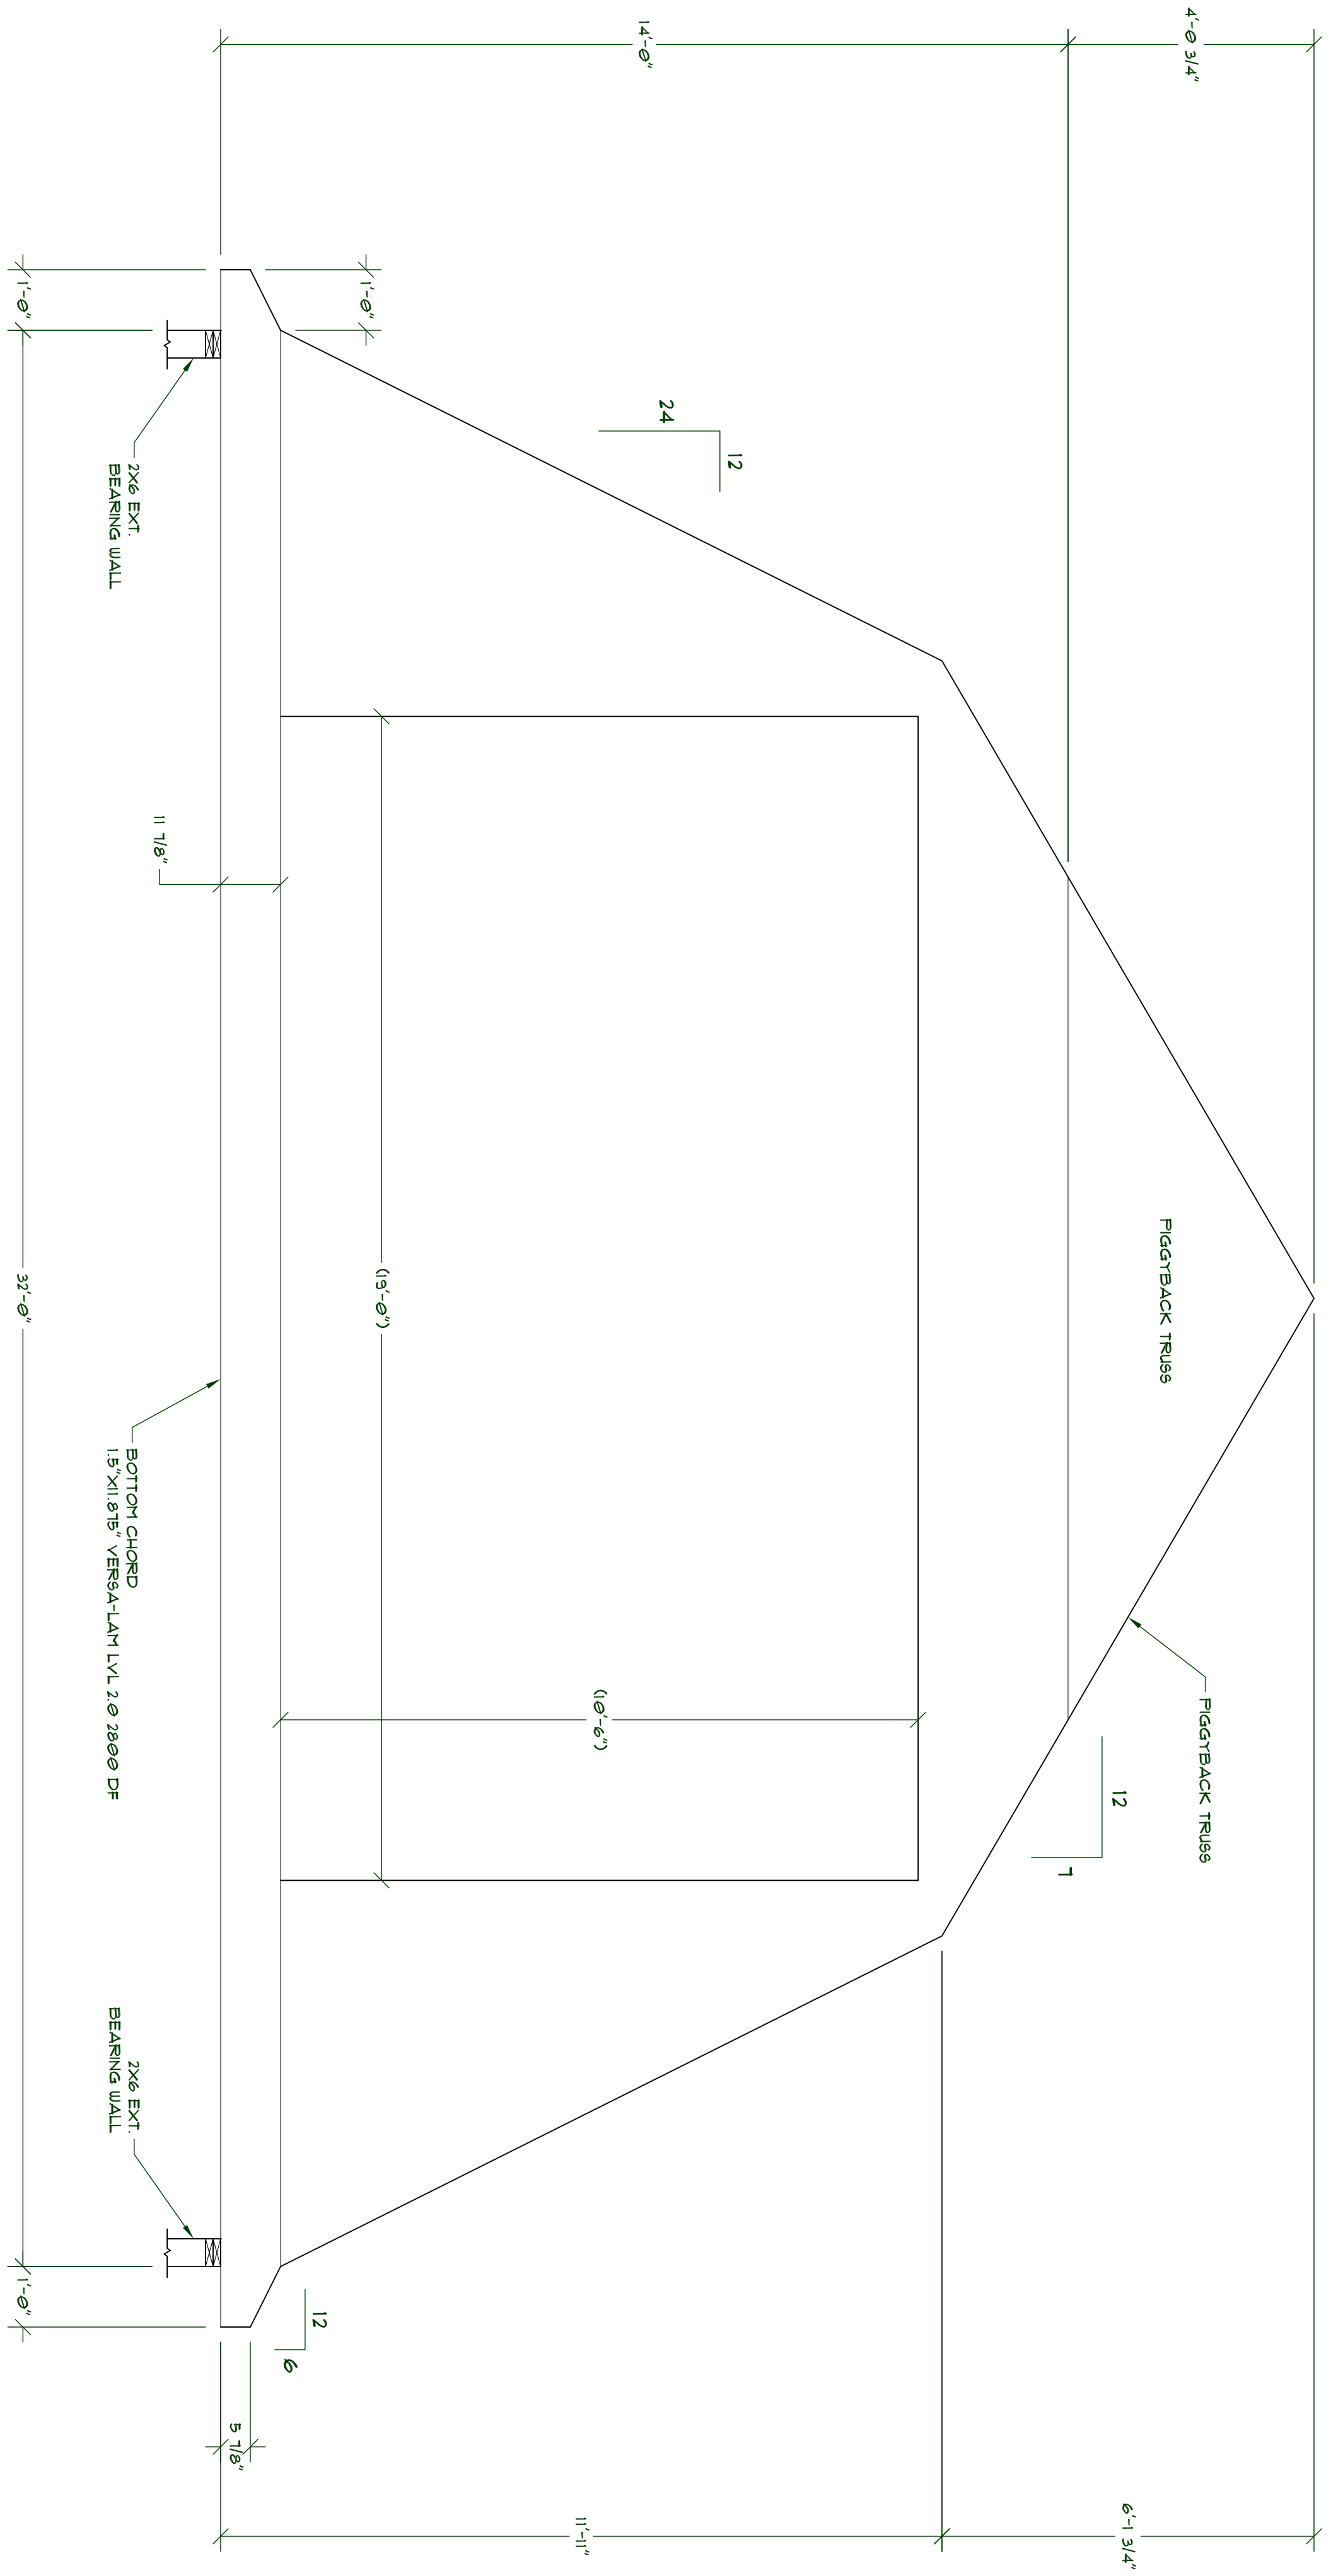 PIGGYBACK TRUSS
4'-0 3/4"
PIGGYBACK TRUSS
6'-1 3/4"
12
7
12
24
14'-0"
(10'-6")
11'-11"
(19'-0")
1'-0"
12
6
5 7/8"
11 7/8"
2X6 EXT.
BEARING WALL
BOTTOM CHORD
1.5"X11.875" VERSA-LAM LVL 2.0 2800 DF
2X6 EXT.
BEARING WALL
1'-0"
32'-0"
1'-0"